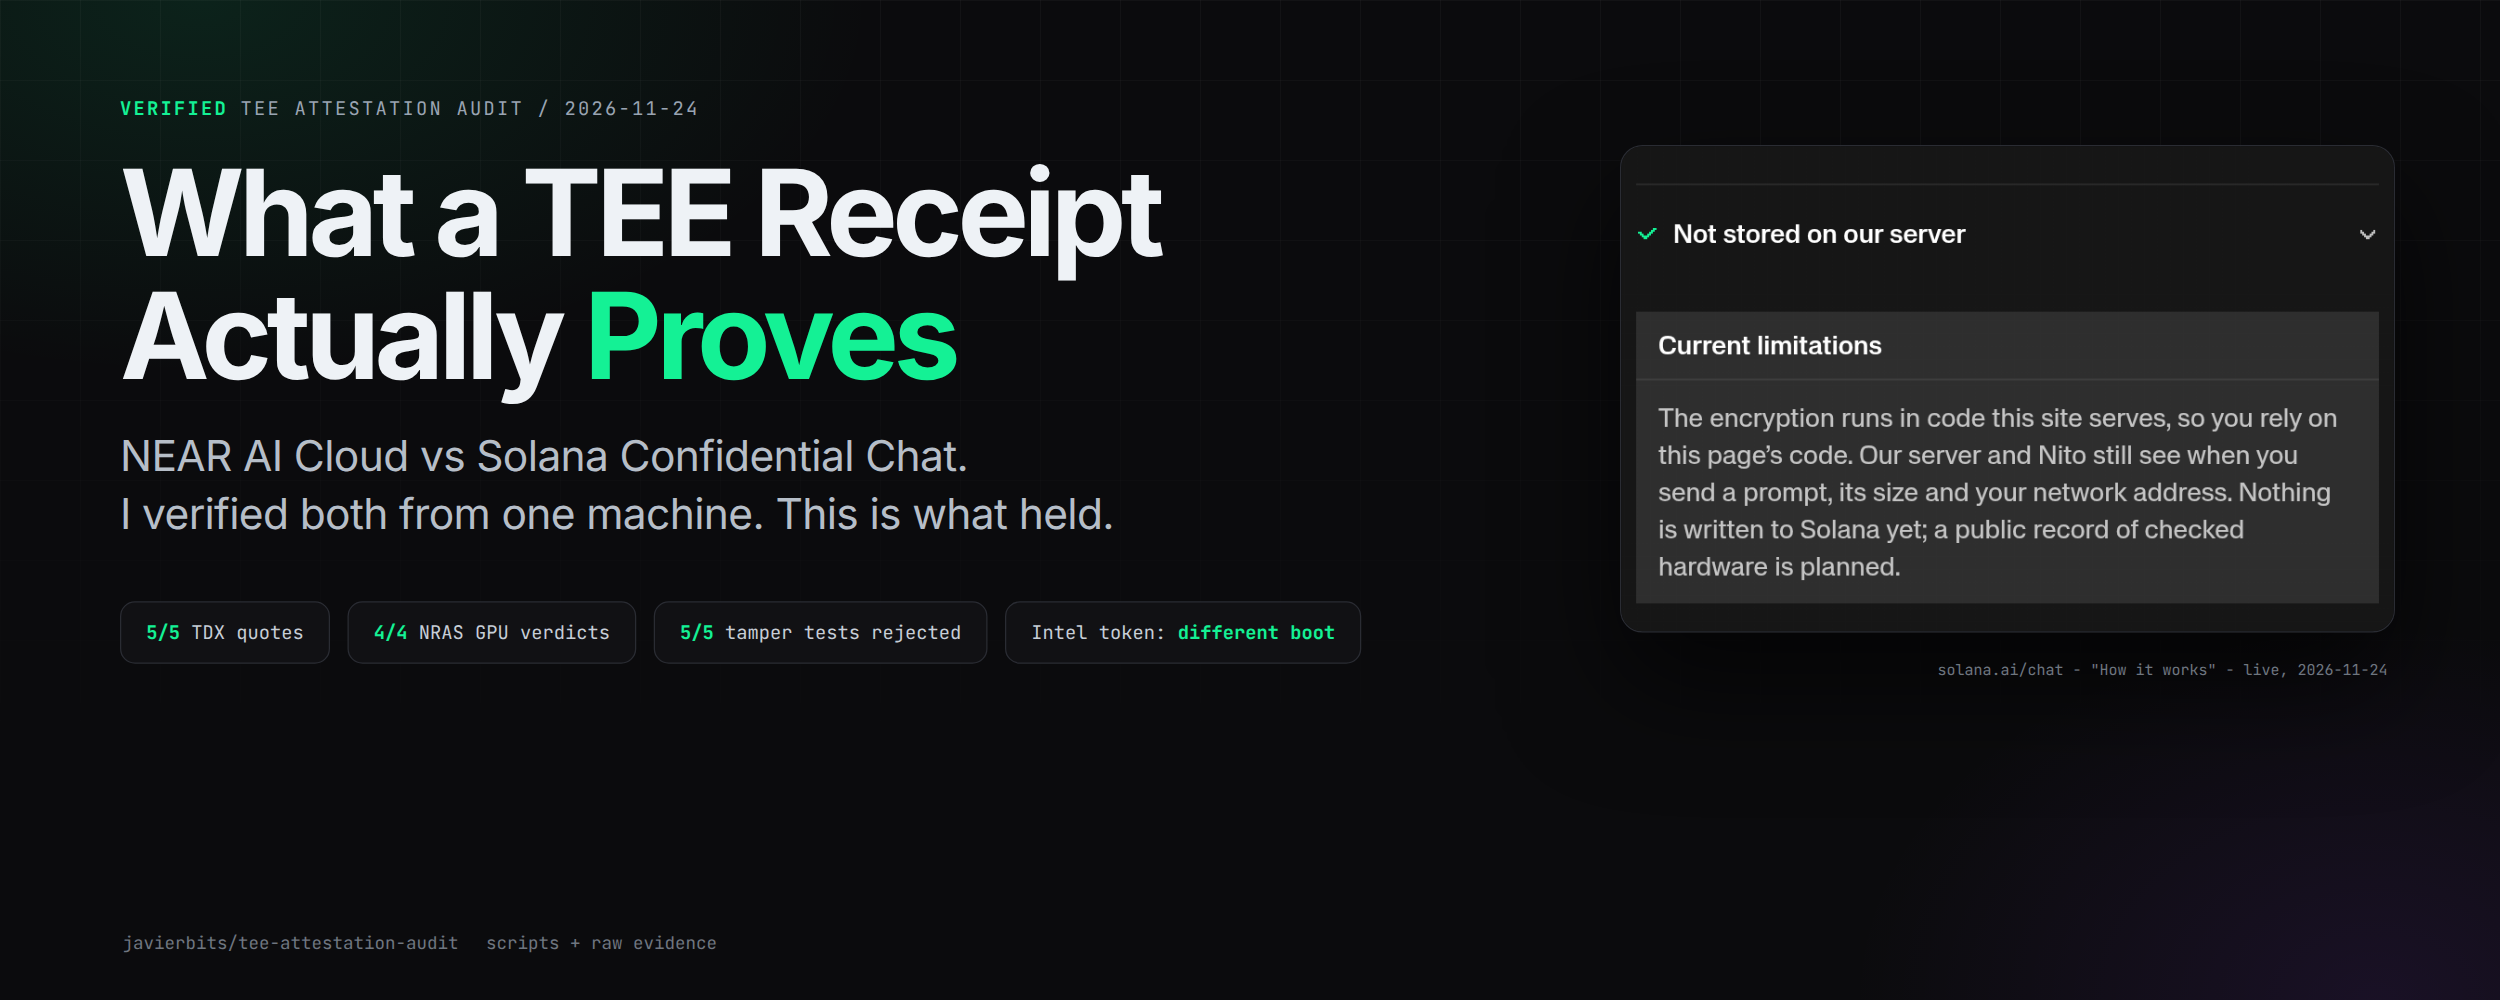 VERIFIED TEE ATTESTATION AUDIT / 2026-11-24
What a TEE Receipt
Actually Proves
NEAR AI Cloud vs Solana Confidential Chat.
I verified both from one machine. This is what held.
5/5 TDX quotes
4/4 NRAS GPU verdicts
5/5 tamper tests rejected
Intel token: different boot
Not stored on our server
Current limitations
The encryption runs in code this site serves, so you rely on
this page’s code. Our server and Nito still see when you
send a prompt, its size and your network address. Nothing
is written to Solana yet; a public record of checked
hardware is planned.
solana.ai/chat - "How it works" - live, 2026-11-24
javierbits/tee-attestation-audit scripts + raw evidence